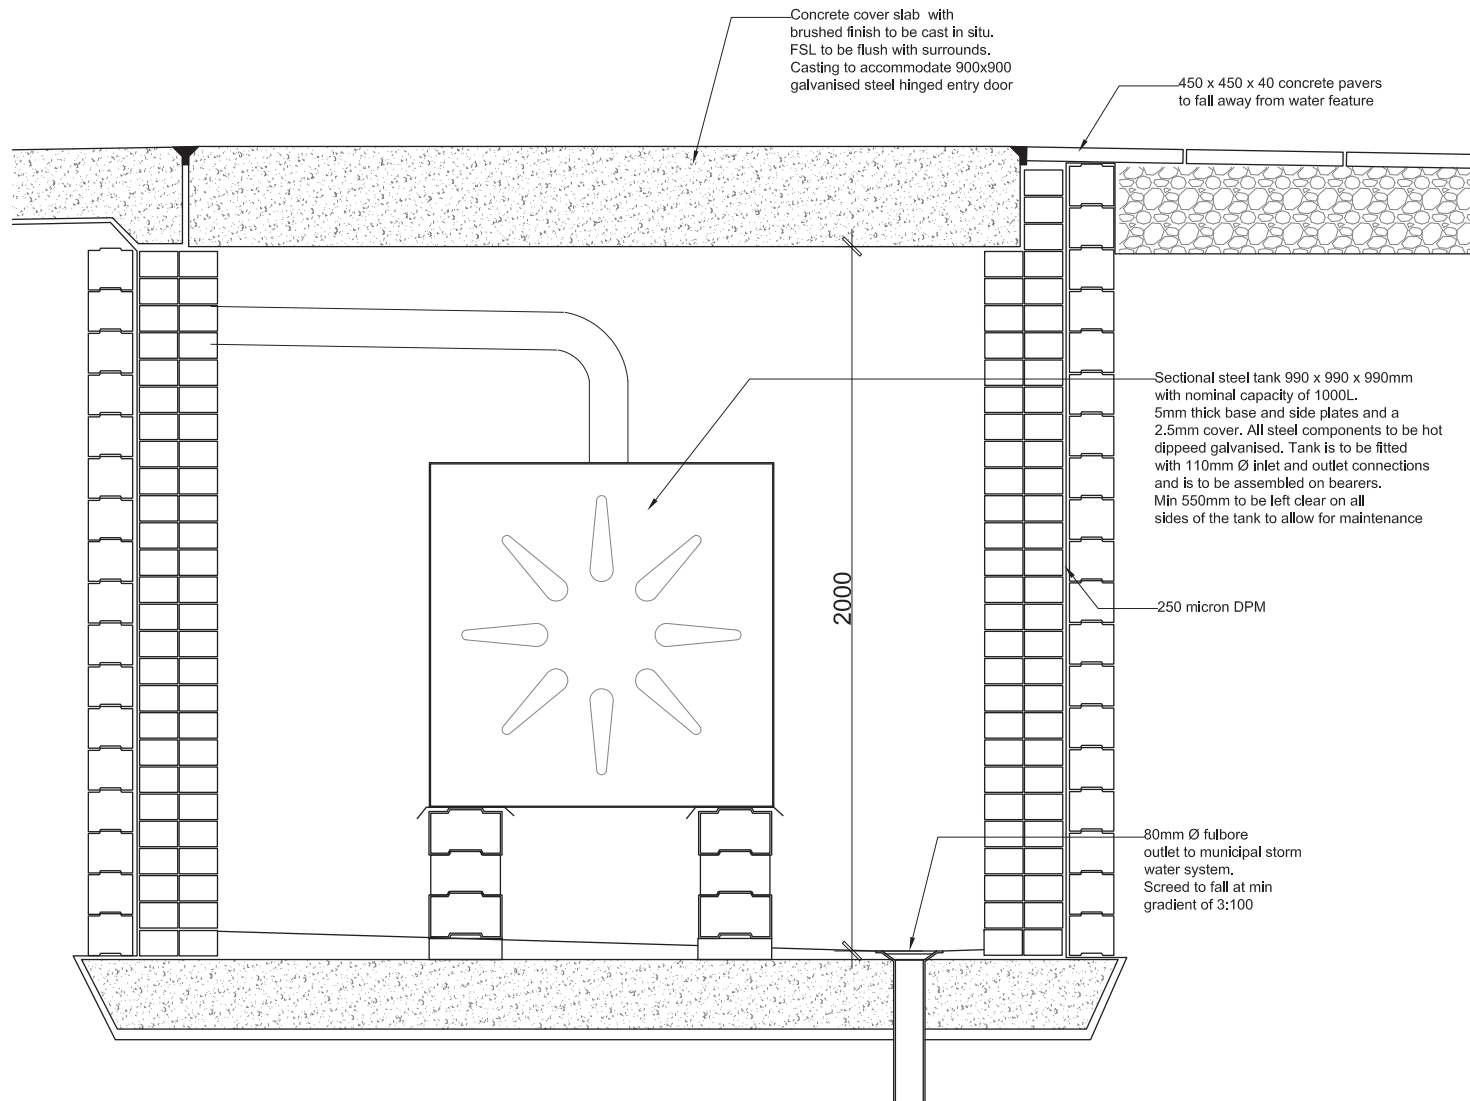 Concrete cover slab with
brushed finish to be cast in situ.
FSL to be flush with surrounds.
Casting to accommodate 900x900
galvanised steel hinged entry door
450 x 450 x 40 concrete pavers
to fall away from water feature
Sectional steel tank 990 x 990 x 990mm
with nominal capacity of 1000L.
5mm thick base and side plates and a
2.5mm cover. All steel components to be hot
dippeed galvanised. Tank is to be fitted
with 110mm Ø inlet and outlet connections
and is to be assembled on bearers.
Min 550mm to be left clear on all
sides of the tank to allow for maintenance
2000
250 micron DPM
80mm Ø fulbore
outlet to municipal storm
water system.
Screed to fall at min
gradient of 3:100